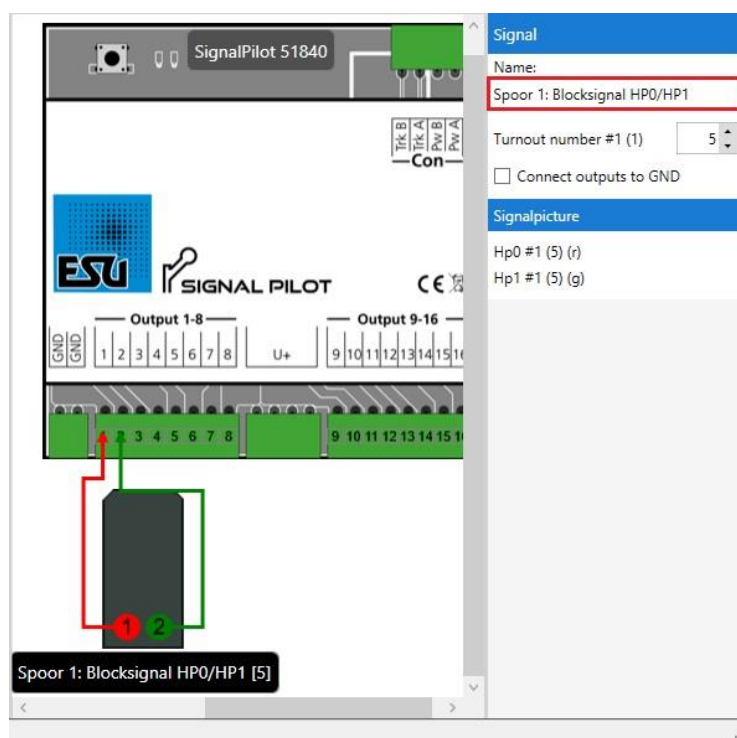 SignalPilot 51840
Trk B
Trk A
Pw B
Pw A
Con
ESU
SIGNAL PILOT
CE
Output 1-8
Output 9-16
GND
GND
1 2 3 4 5 6 7 8
U+
9 10 11 12 13 14 15 16
1 2 3 4 5 6 7 8
9 10 11 12 13 14 15
1 2
Spoor 1: Blocksignal HP0/HP1 [5]
Signal
Name:
Spoor 1: Blocksignal HP0/HP1
Turnout number #1 (1) 5
Connect outputs to GND
Signalpicture
Hp0 #1 (5) (r)
Hp1 #1 (5) (g)